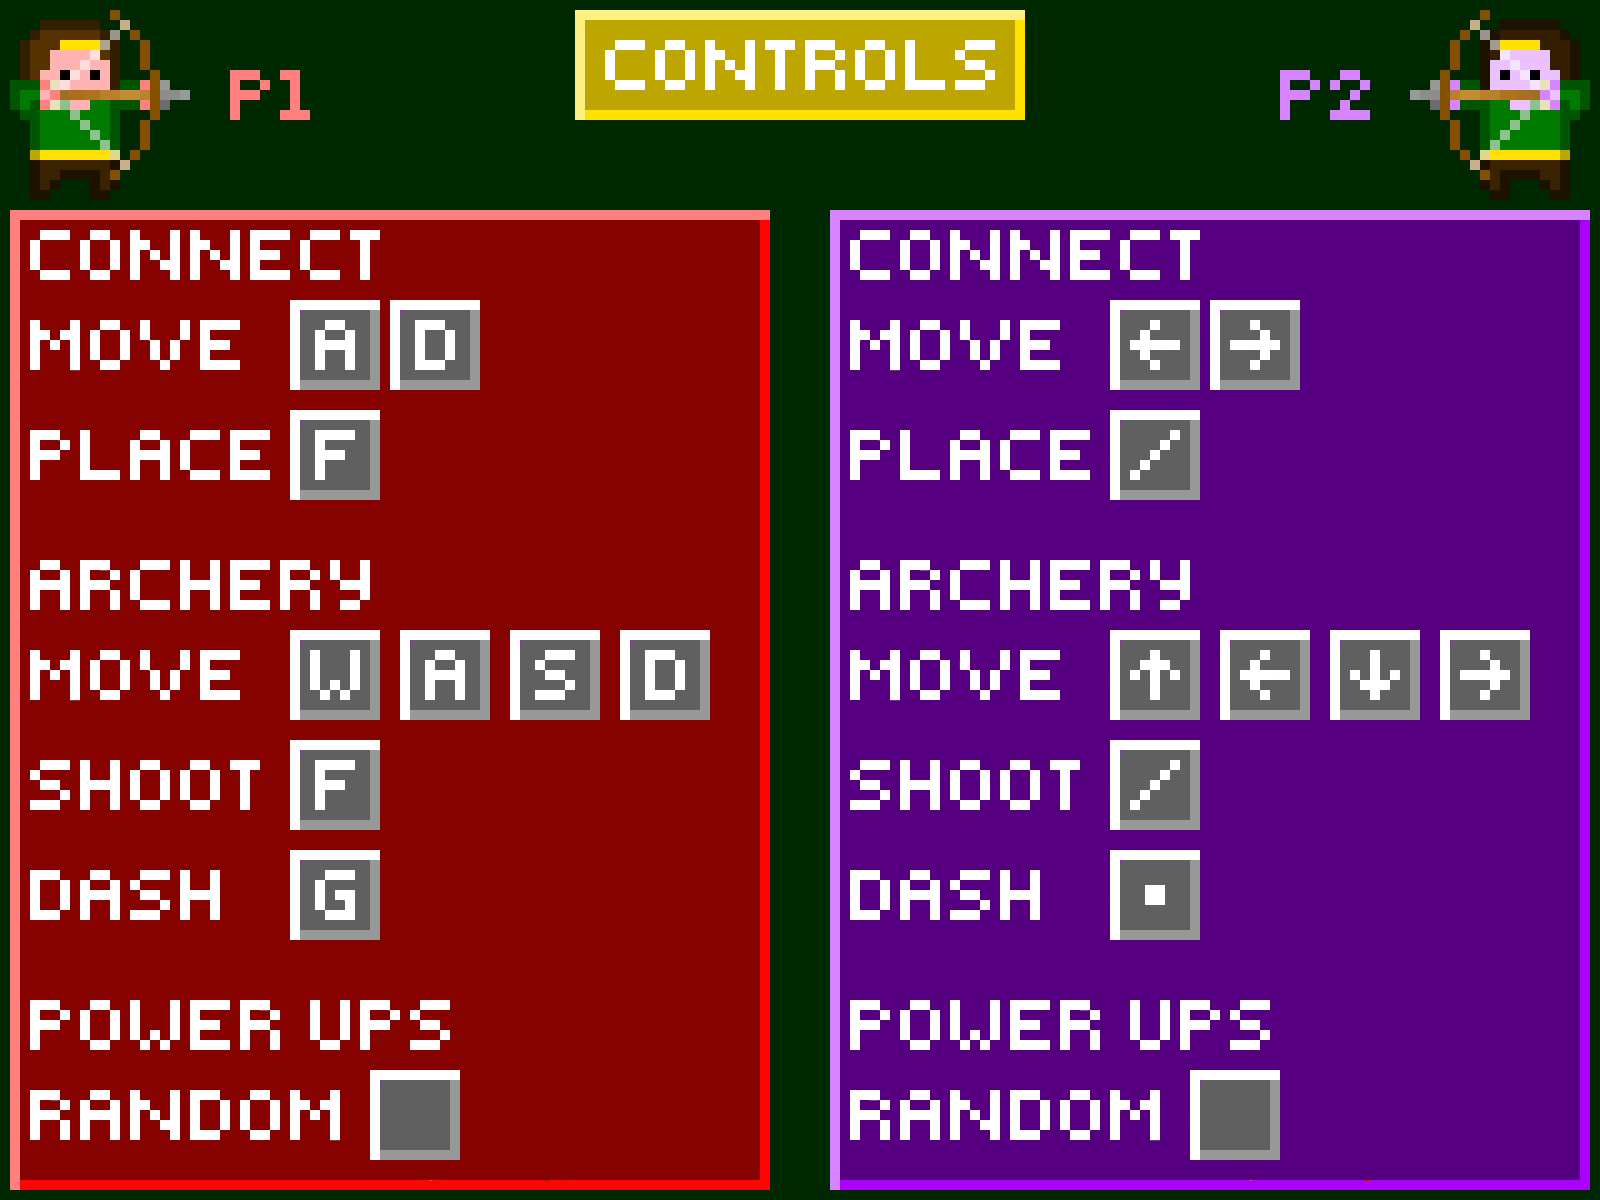 CONTROLS
P1
P2
CONNECT
MOVE A D
PLACE F
ARCHERY
MOVE W A S D
SHOOT F
DASH G
POWER UPS
RANDOM
CONNECT
MOVE ← →
PLACE /
ARCHERY
MOVE ↑ ← ↓ →
SHOOT /
DASH .
POWER UPS
RANDOM